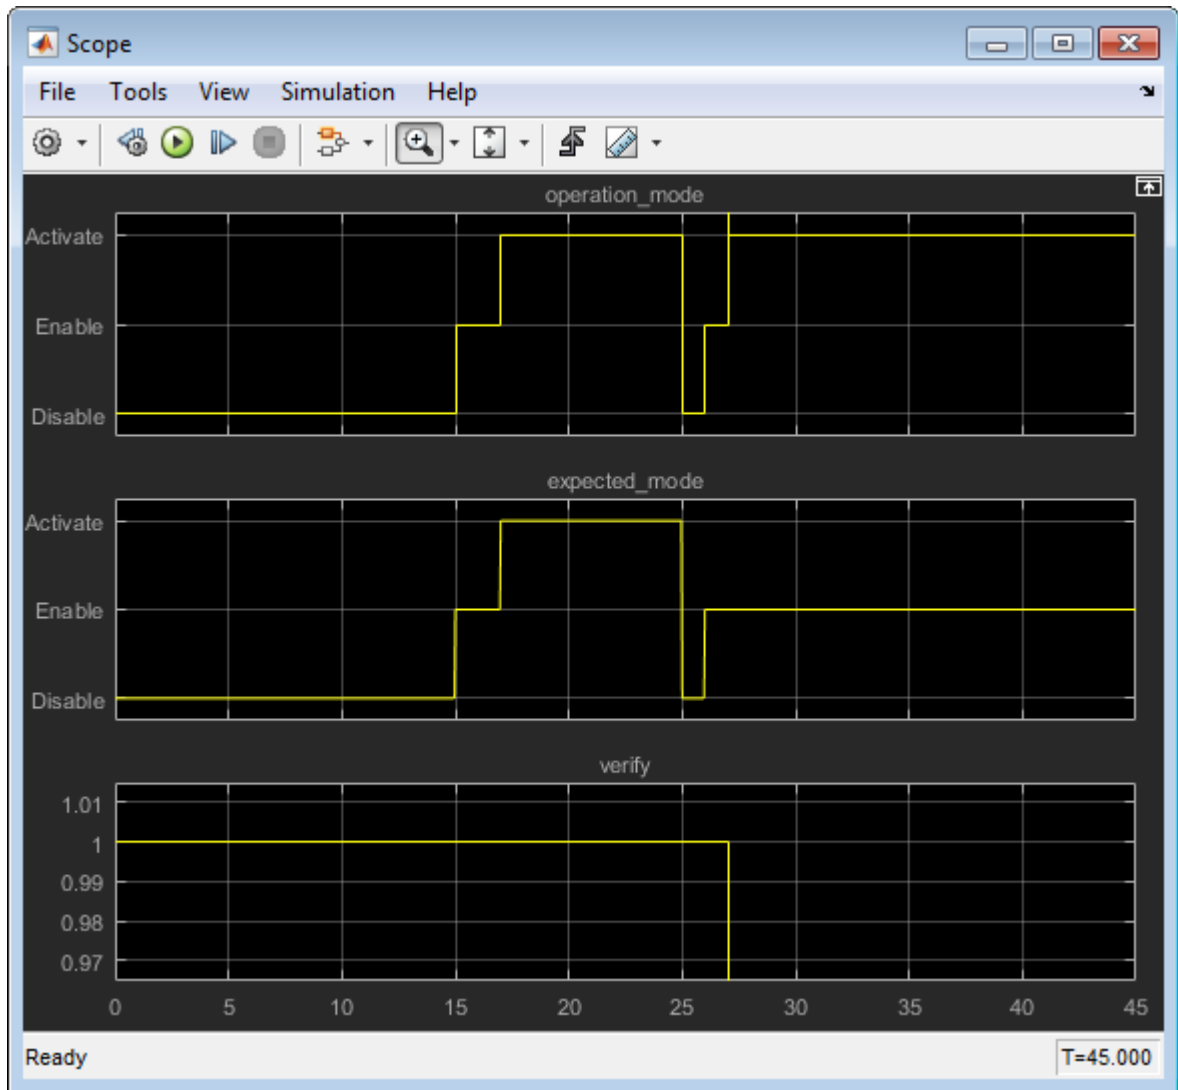 Scope
File Tools View Simulation Help
operation_mode
Activate
Enable
Disable
expected_mode
Activate
Enable
Disable
verify
1.01
1
0.99
0.98
0.97
0 5 10 15 20 25 30 35 40 45
Ready T=45.000